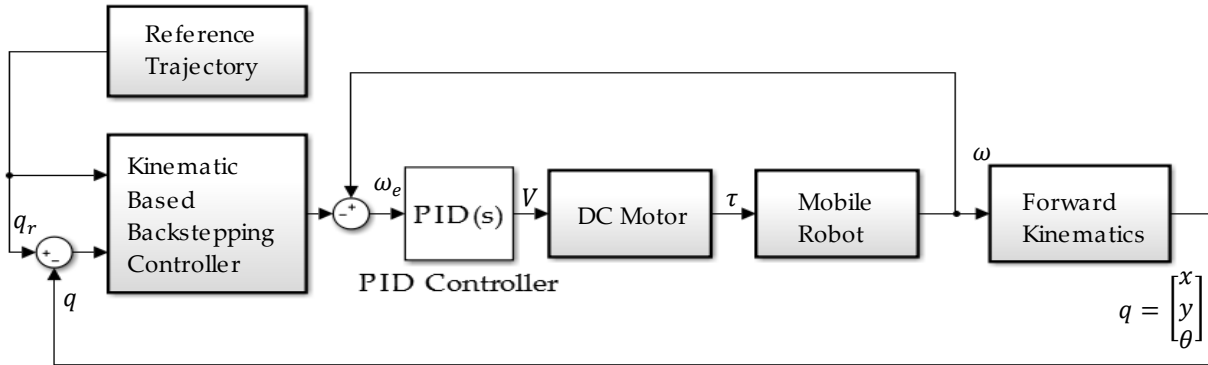 Reference
Trajectory
Kinematic
Based
Backstepping
Controller
q_r
+
−
q
−
+
ω_e
PID(s)
PID Controller
V
DC Motor
τ
Mobile
Robot
ω
Forward
Kinematics
q = [x
y
θ]